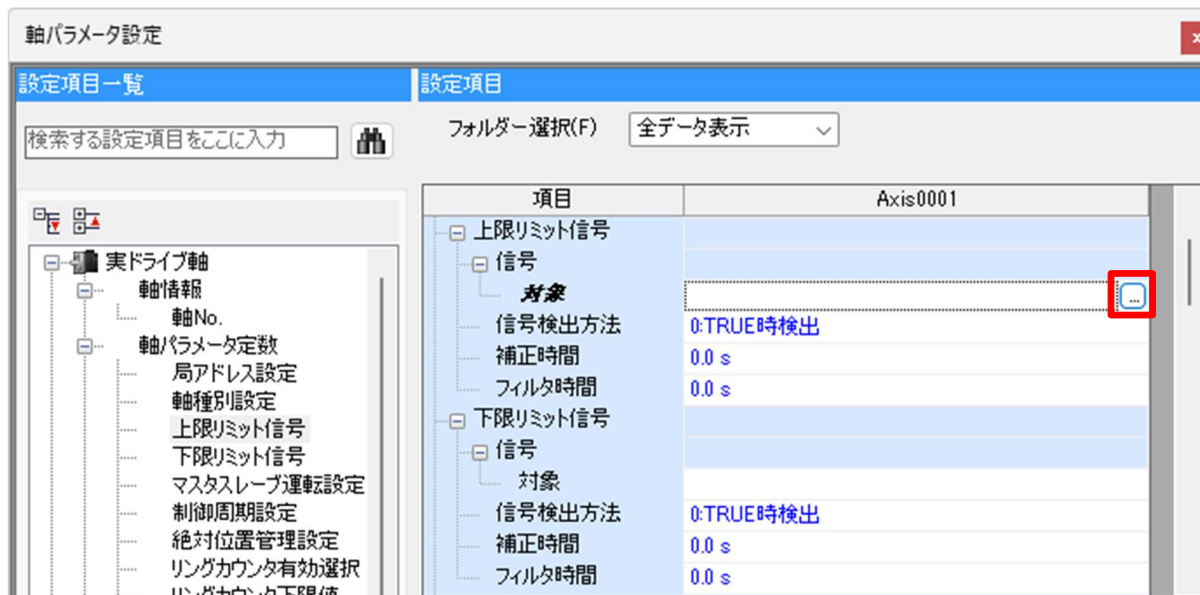 軸パラメータ設定
x
設定項目一覧
設定項目
検索する設定項目をここに入力
フォルダー選択(F)
全データ表示
項目
Axis0001
実ドライブ軸
軸情報
軸No.
軸パラメータ定数
局アドレス設定
軸種別設定
上限リミット信号
下限リミット信号
マスタスレーブ運転設定
制御周期設定
絶対位置管理設定
リングカウンタ有効選択
リングカウンタ下限値
上限リミット信号
信号
対象
...
信号検出方法 0:TRUE時検出
補正時間 0.0 s
フィルタ時間 0.0 s
下限リミット信号
信号
対象
信号検出方法 0:TRUE時検出
補正時間 0.0 s
フィルタ時間 0.0 s